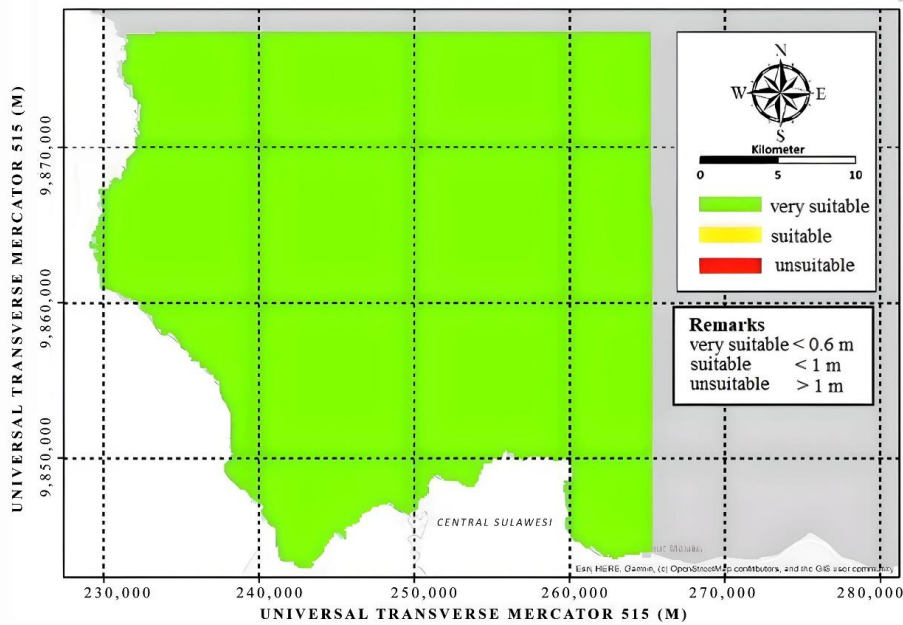 N
W E
S
Kilometer
0 5 10
very suitable
suitable
unsuitable
Remarks
very suitable < 0.6 m
suitable < 1 m
unsuitable > 1 m
UNIVERSAL TRANSVERSE MERCATOR 515 (M)
9,870,000
9,860,000
9,850,000
CENTRAL SULAWESI
Esri, HERE, Garmin, (c) OpenStreetMap contributors, and the GIS user community
230,000 240,000 250,000 260,000 270,000 280,000
UNIVERSAL TRANSVERSE MERCATOR 515 (M)